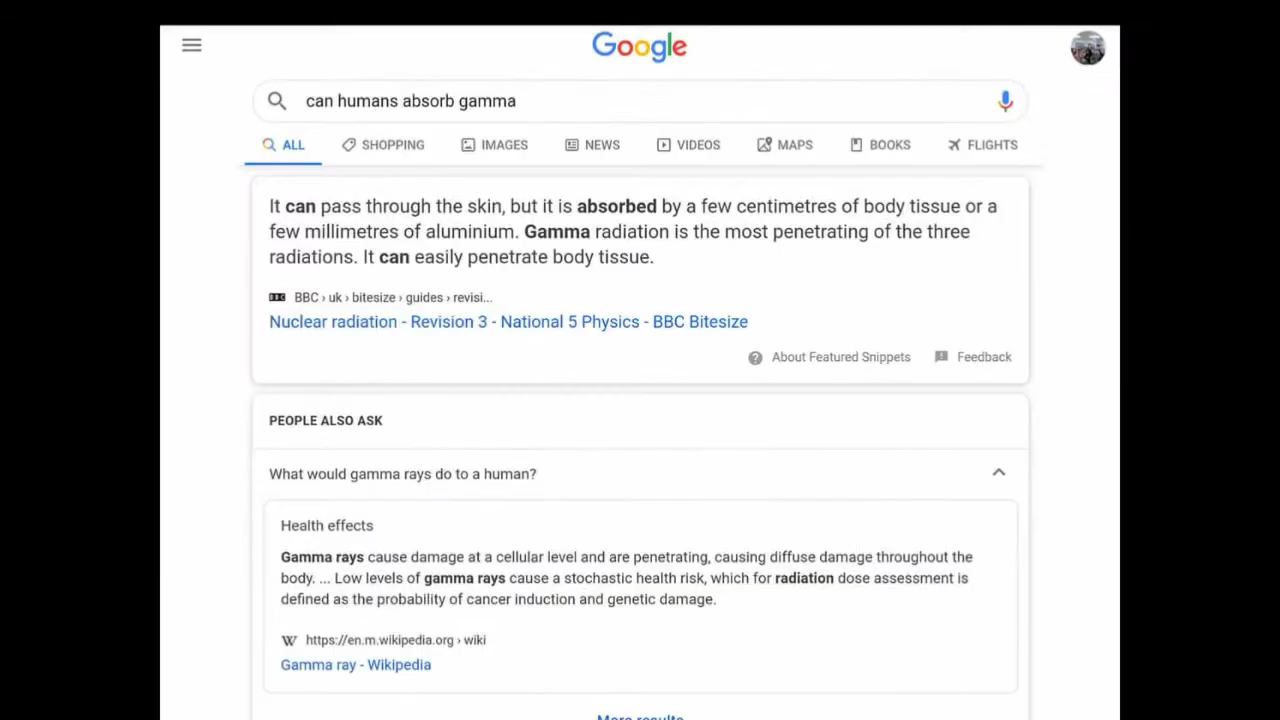 Google
can humans absorb gamma
ALL SHOPPING IMAGES NEWS VIDEOS MAPS BOOKS FLIGHTS
It can pass through the skin, but it is absorbed by a few centimetres of body tissue or a
few millimetres of aluminium. Gamma radiation is the most penetrating of the three
radiations. It can easily penetrate body tissue.
BBC BBC › uk › bitesize › guides › revisi...
Nuclear radiation - Revision 3 - National 5 Physics - BBC Bitesize
About Featured Snippets Feedback
PEOPLE ALSO ASK
What would gamma rays do to a human?
Health effects
Gamma rays cause damage at a cellular level and are penetrating, causing diffuse damage throughout the
body. ... Low levels of gamma rays cause a stochastic health risk, which for radiation dose assessment is
defined as the probability of cancer induction and genetic damage.
W https://en.m.wikipedia.org › wiki
Gamma ray - Wikipedia
More results